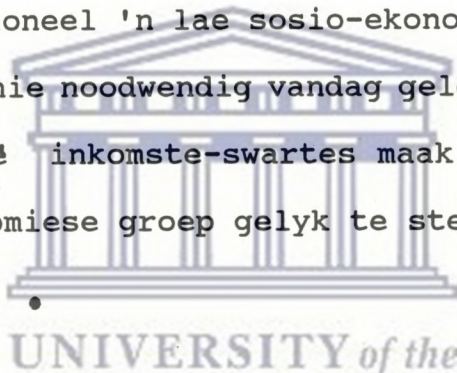 oneel 'n lae sosio-ekono
nie noodwendig vandag gel
inkomste-swartes maak
omiese groep gelyk te ste
UNIVERSITY of the